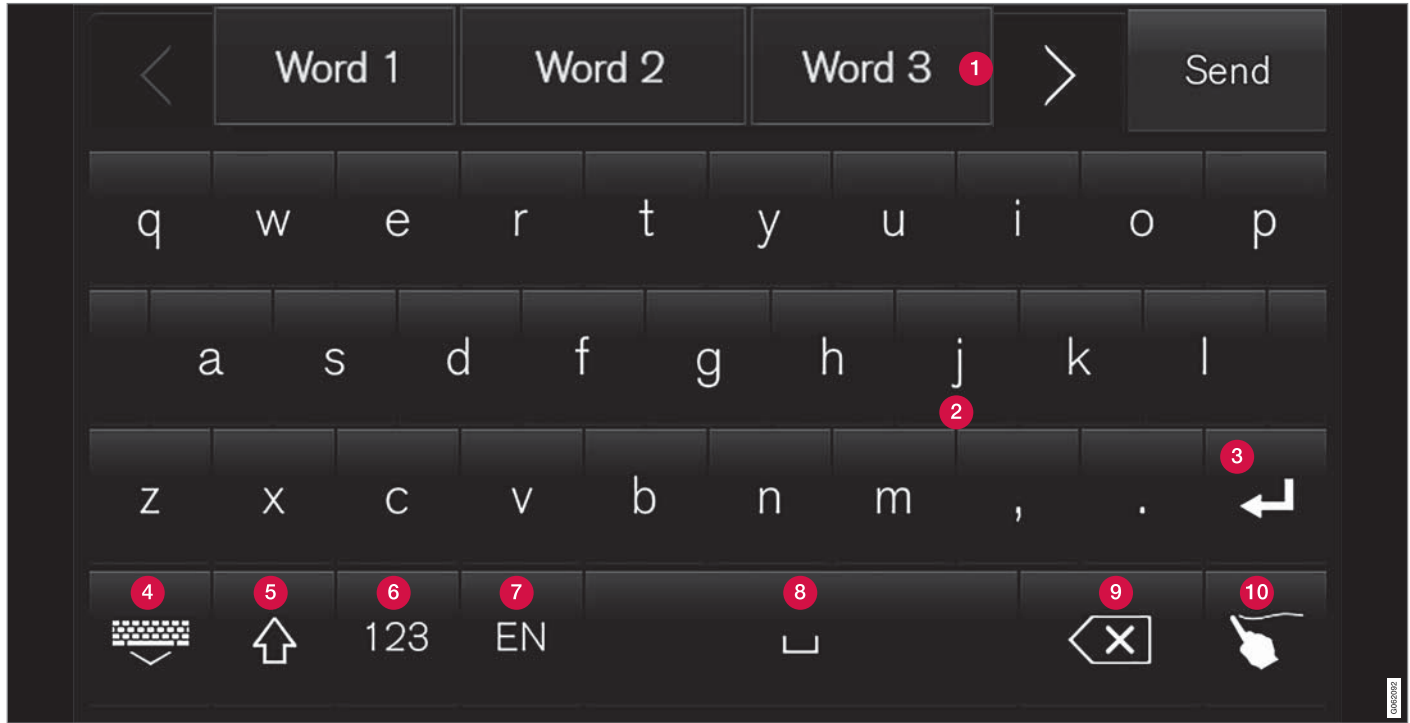 Word 1 Word 2 Word 3 1 Send
q w e r t y u i o p
a s d f g h j k l
2
z x c v b n m , . 3
4 5 6 7 8 9 10
123 EN
G062092